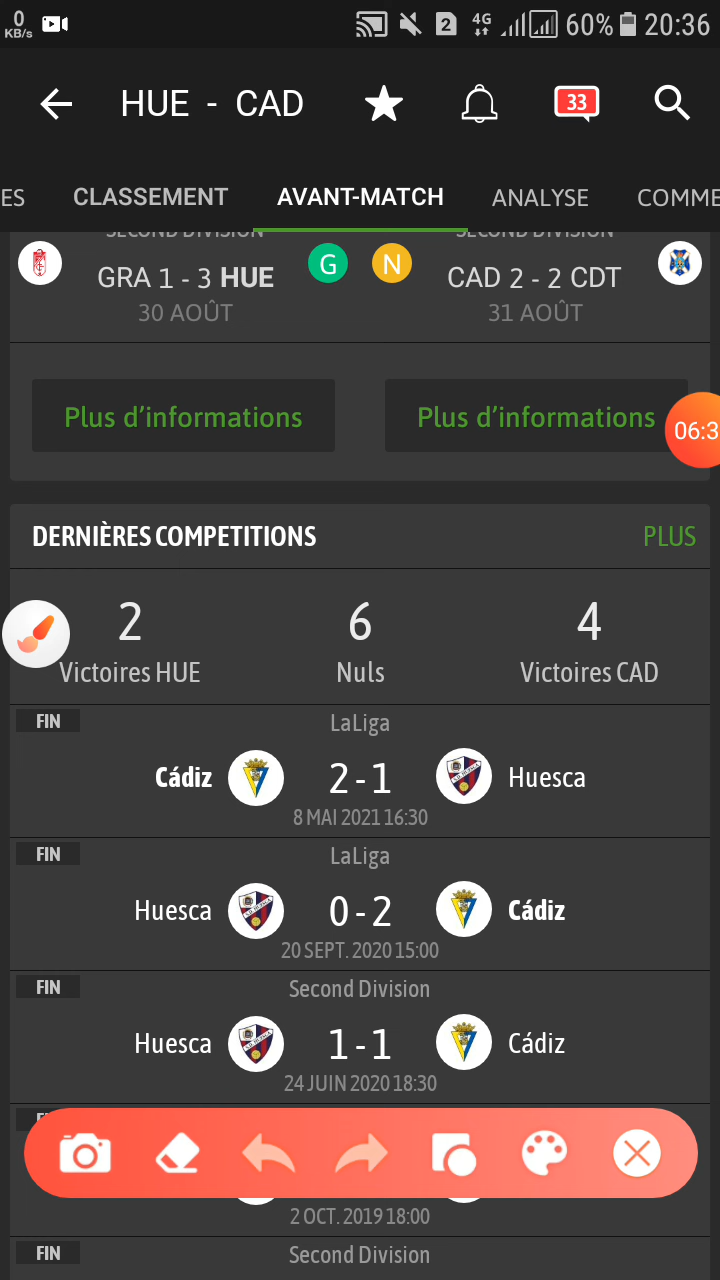 0
KB/s
2
4G
60%
20:36
HUE - CAD
33
ES
CLASSEMENT
AVANT-MATCH
ANALYSE
COMME
SECOND DIVISION
SECOND DIVISION
GRA 1 - 3 HUE
G
N
CAD 2 - 2 CDT
30 AOÛT
31 AOÛT
Plus d’informations
Plus d’informations
06:3
DERNIÈRES COMPETITIONS
PLUS
2
6
4
Victoires HUE
Nuls
Victoires CAD
FIN
LaLiga
Cádiz
2 - 1
Huesca
8 MAI 2021 16:30
FIN
LaLiga
Huesca
0 - 2
Cádiz
20 SEPT. 2020 15:00
FIN
Second Division
Huesca
1 - 1
Cádiz
24 JUIN 2020 18:30
2 OCT. 2019 18:00
FIN
Second Division